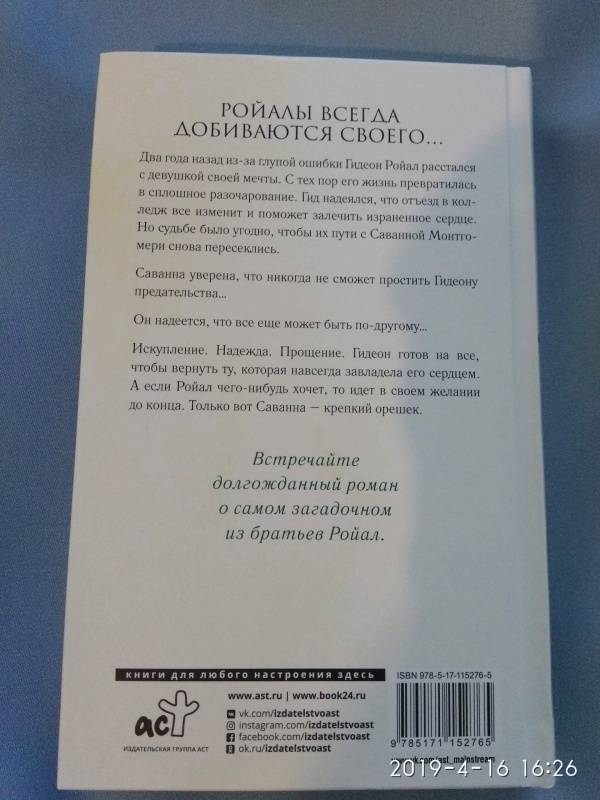 РОЙАЛЫ ВСЕГДА
ДОБИВАЮТСЯ СВОЕГО...
Два года назад из-за глупой ошибки Гидеон Ройал расстался
с девушкой своей мечты. С тех пор его жизнь превратилась
в сплошное разочарование. Гид надеялся, что отъезд в кол-
ледж все изменит и поможет залечить израненное сердце.
Но судьбе было угодно, чтобы их пути с Саванной Монтго-
мери снова пересеклись.
Саванна уверена, что никогда не сможет простить Гидеону
предательства...
Он надеется, что все еще может быть по-другому...
Искупление. Надежда. Прощение. Гидеон готов на все,
чтобы вернуть ту, которая навсегда завладела его сердцем.
А если Ройал чего-нибудь хочет, то идет в своем желании
до конца. Только вот Саванна – крепкий орешек.
Встречайте
долгожданный роман
о самом загадочном
из братьев Ройал.
книги для любого настроения здесь
аст
ИЗДАТЕЛЬСКАЯ ГРУППА АСТ
www.ast.ru | www.book24.ru
vk.com/izdatelstvoast
instagram.com/izdatelstvoast
facebook.com/izdatelstvoast
ok.ru/izdatelstvoast
ISBN 978-5-17-115276-5
9 785171 152765
vk.com/ast_mainstream
2019-4-16 16:26